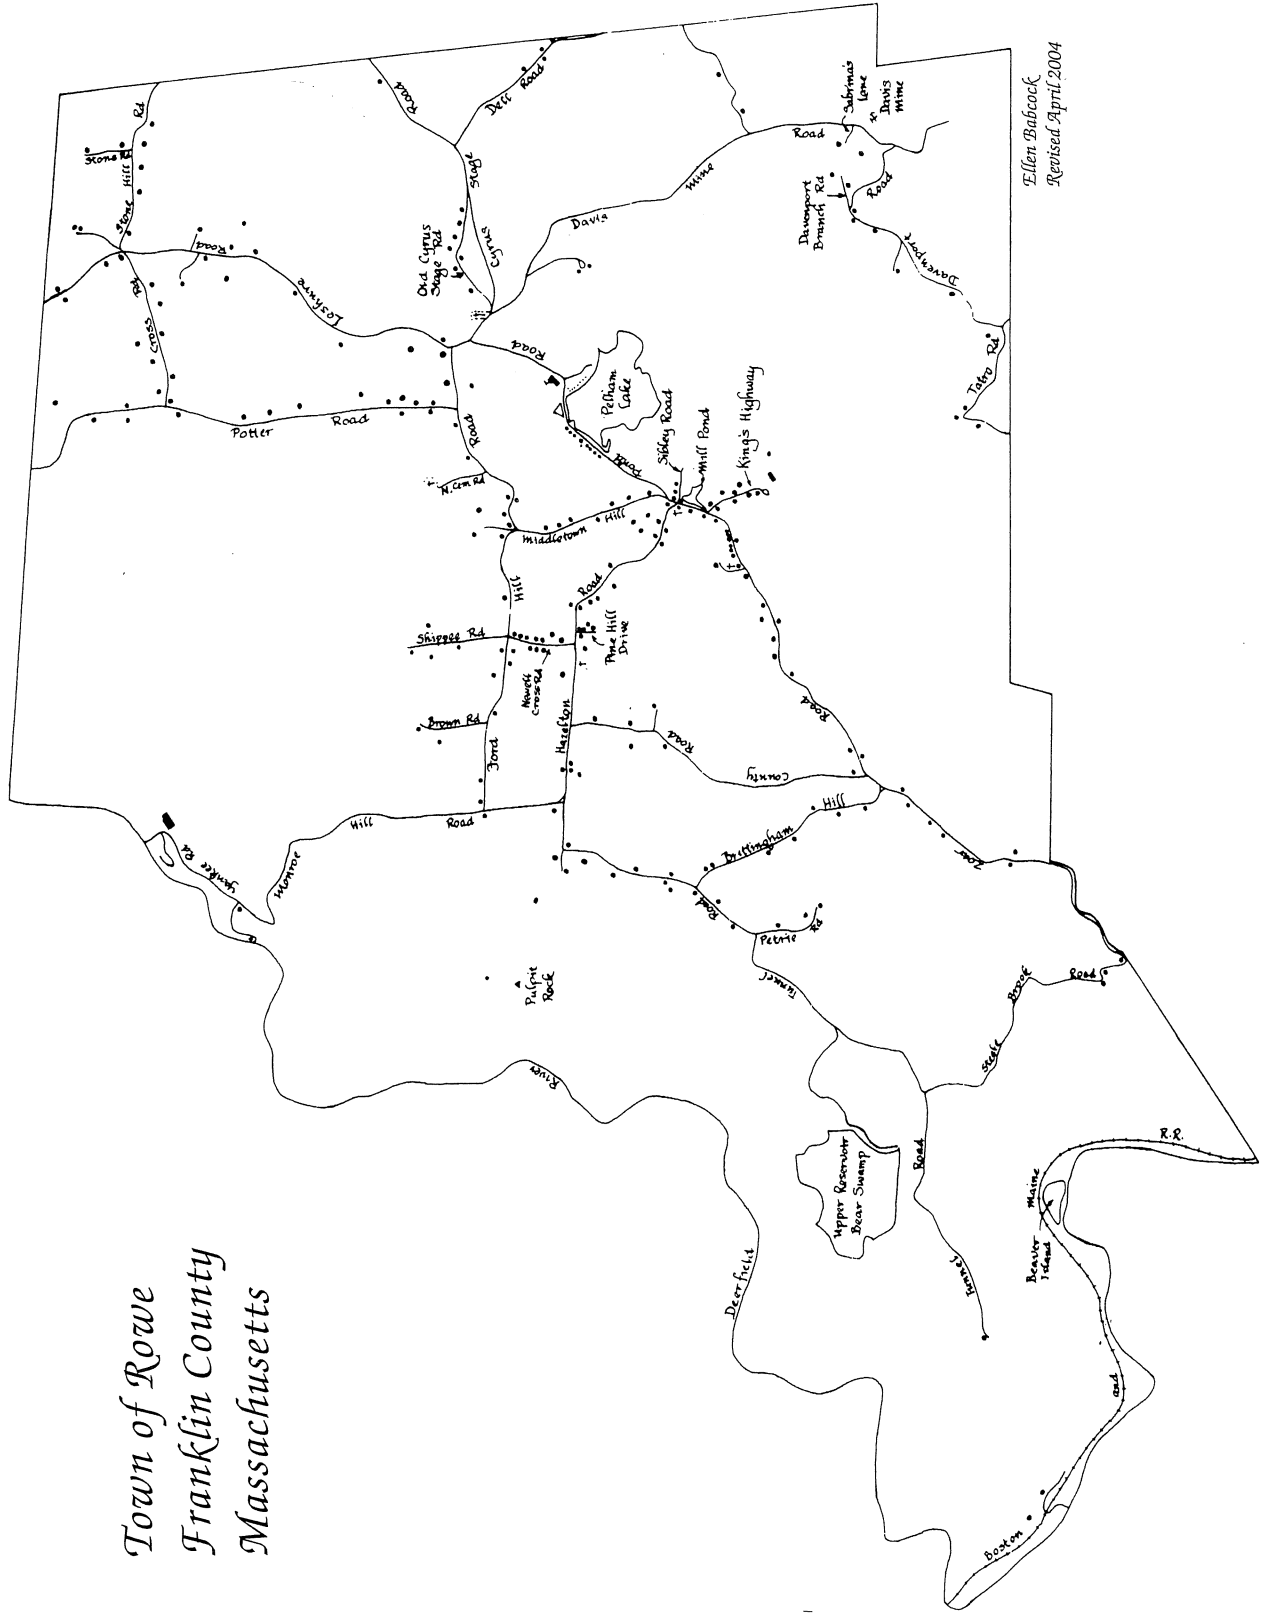 Town of Rowe
Franklin County
Massachusetts
Ellen Babcock
Revised April 2004
Stone Rd
Stone Hill Rd
Leshure Road
Cross Rd
Potter Road
Cyrus Stage Road
Dell Road
Old Cyrus
Stage Rd
Davis Mine Road
Sabrina's
Lane
Davis
Mine
Davenport
Branch Rd
Davenport Road
Tatro Rd
Pelham
Lake
Pond Road
Sibley Road
Mill Pond
King's Highway
N. Cem Rd
Middletown Hill
Ford Hill Road
Shippee Rd
Newell
Cross Rd
Pine Hill
Drive
Brown Rd
Hazelton Road
County Road
Brittingham Hill
Zoar Road
Monroe Hill Road
Yankee Rd
Pulpit
Rock
Petrie Rd
Tunnel Road
Tunnel Road
Steele Brook Road
Upper Reservoir
Bear Swamp
Deerfield River
Beaver
Island
Boston and Maine R.R.